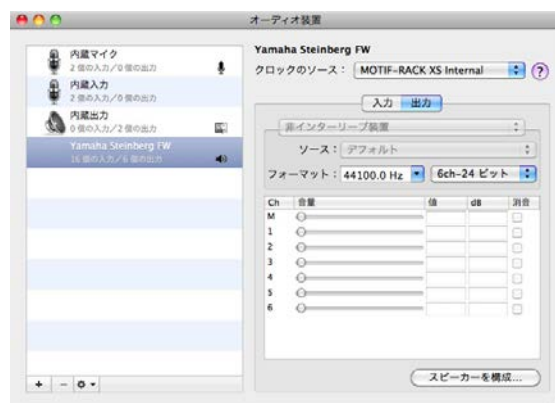 オーディオ装置
内蔵マイク
2 個の入力/0 個の出力
内蔵入力
2 個の入力/0 個の出力
内蔵出力
0 個の入力/2 個の出力
Yamaha Steinberg FW
16 個の入力/6 個の出力
Yamaha Steinberg FW
クロックのソース： MOTIF-RACK XS Internal ?
入力 出力
非インターリーブ装置
ソース： デフォルト
フォーマット： 44100.0 Hz 6ch-24 ビット
Ch 音量 値 dB 消音
M
1
2
3
4
5
6
スピーカーを構成...
+ −